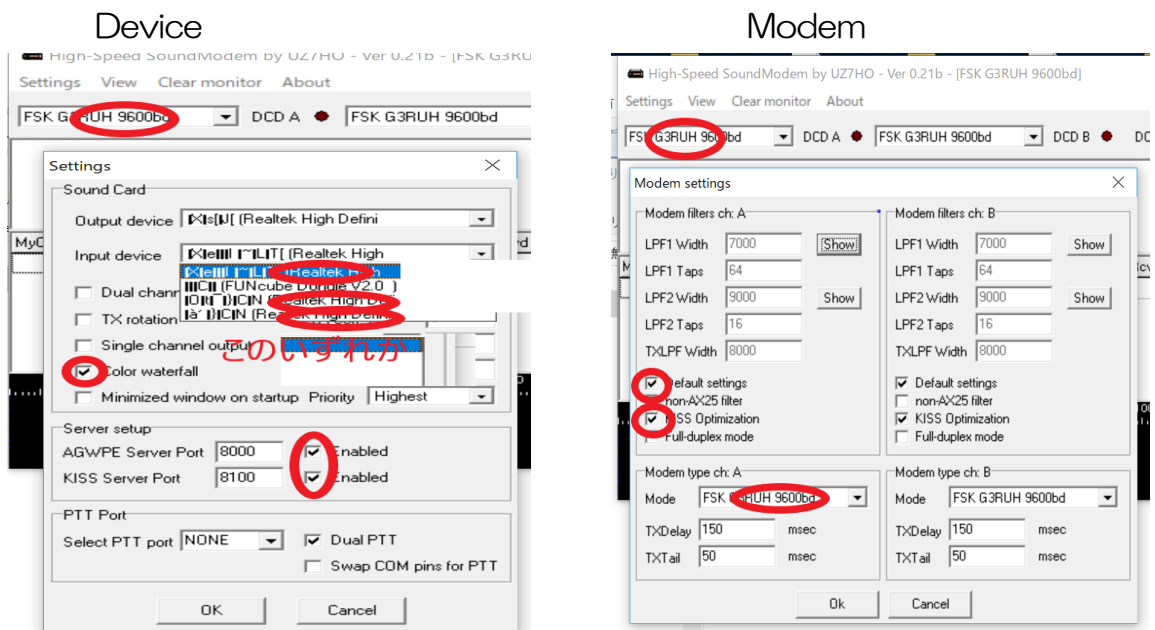 Device
High-Speed SoundModem by UZ7HO - Ver 0.21b - [FSK G3RU
Settings View Clear monitor About
FSK G3RUH 9600bd DCD A FSK G3RUH 9600bd
Settings
Sound Card
Output device (Realtek High Defini
Input device (Realtek High
(Realtek High
(FUNcube Dongle V2.0 )
(Realtek High De
(Realtek High Defini
Dual chann
TX rotation
Single channel output
このいずれか
Color waterfall
Minimized window on startup Priority Highest
Server setup
AGWPE Server Port 8000 Enabled
KISS Server Port 8100 Enabled
PTT Port
Select PTT port NONE Dual PTT
Swap COM pins for PTT
OK Cancel
Modem
High-Speed SoundModem by UZ7HO - Ver 0.21b - [FSK G3RUH 9600bd]
Settings View Clear monitor About
FSK G3RUH 9600bd DCD A FSK G3RUH 9600bd DCD B DC
Modem settings
Modem filters ch: A Modem filters ch: B
LPF1 Width 7000 Show LPF1 Width 7000 Show
LPF1 Taps 64 LPF1 Taps 64
LPF2 Width 9000 Show LPF2 Width 9000 Show
LPF2 Taps 16 LPF2 Taps 16
TXLPF Width 8000 TXLPF Width 8000
Default settings Default settings
non-AX25 filter non-AX25 filter
KISS Optimization KISS Optimization
Full-duplex mode Full-duplex mode
Modem type ch: A Modem type ch: B
Mode FSK G3RUH 9600bd Mode FSK G3RUH 9600bd
TXDelay 150 msec TXDelay 150 msec
TXTail 50 msec TXTail 50 msec
Ok Cancel